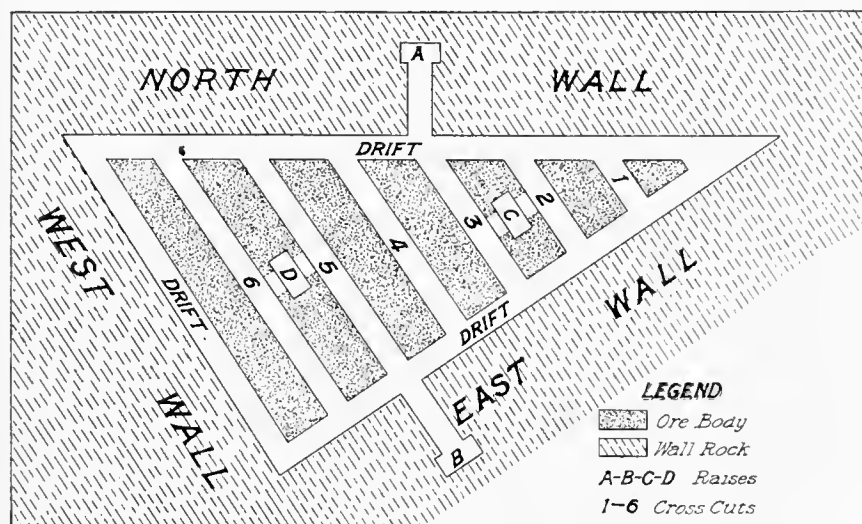 A
NORTH WALL
DRIFT
1
2
C
3
4
5
D
6
WEST WALL
DRIFT
DRIFT
EAST WALL
B
LEGEND
Ore Body
Wall Rock
A-B-C-D Raises
1-6 Cross Cuts